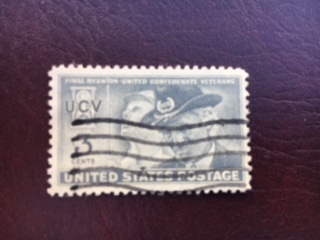 FINAL REUNION · UNITED CONFEDERATE VETERANS
UCV
3
CENTS
UNITED STATES POSTAGE